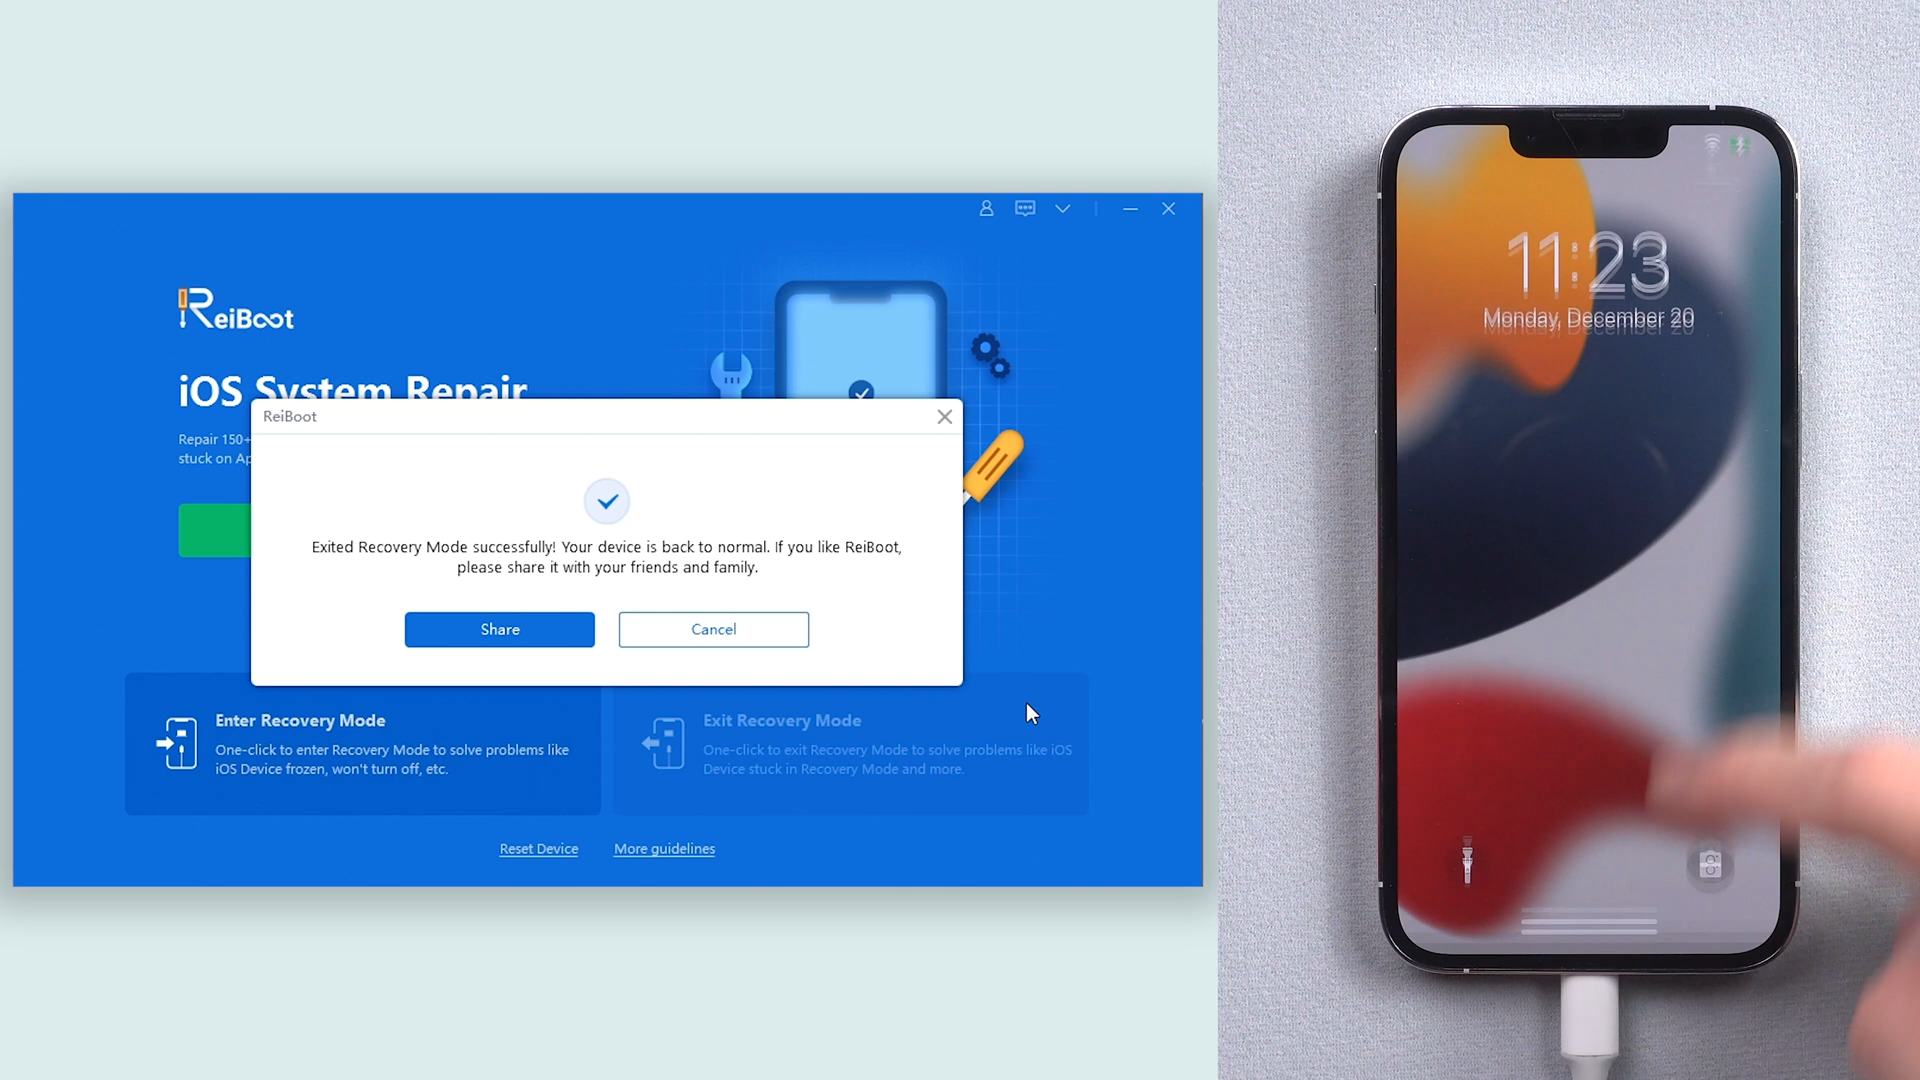 ReiBoot
iOS System Repair
Repair 150+
stuck on Ap
ReiBoot
Exited Recovery Mode successfully! Your device is back to normal. If you like ReiBoot,
please share it with your friends and family.
Share
Cancel
Enter Recovery Mode
One-click to enter Recovery Mode to solve problems like
iOS Device frozen, won't turn off, etc.
Exit Recovery Mode
One-click to exit Recovery Mode to solve problems like iOS
Device stuck in Recovery Mode and more.
Reset Device
More guidelines
11:23
Monday, December 20